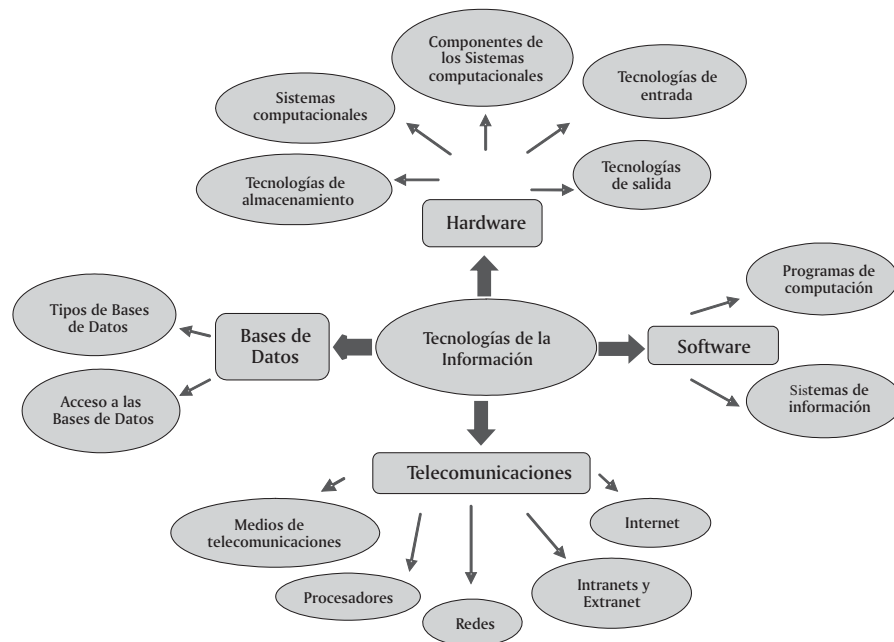 Componentes de
los Sistemas
computacionales
Tecnologías de
entrada
Sistemas
computacionales
Tecnologías de
almacenamiento
Tecnologías
de salida
Hardware
Programas de
computación
Tipos de Bases
de Datos
Bases de
Datos
Tecnologías de la
Información
Software
Acceso a las
Bases de Datos
Sistemas de
información
Telecomunicaciones
Medios de
telecomunicaciones
Internet
Procesadores
Redes
Intranets y
Extranet